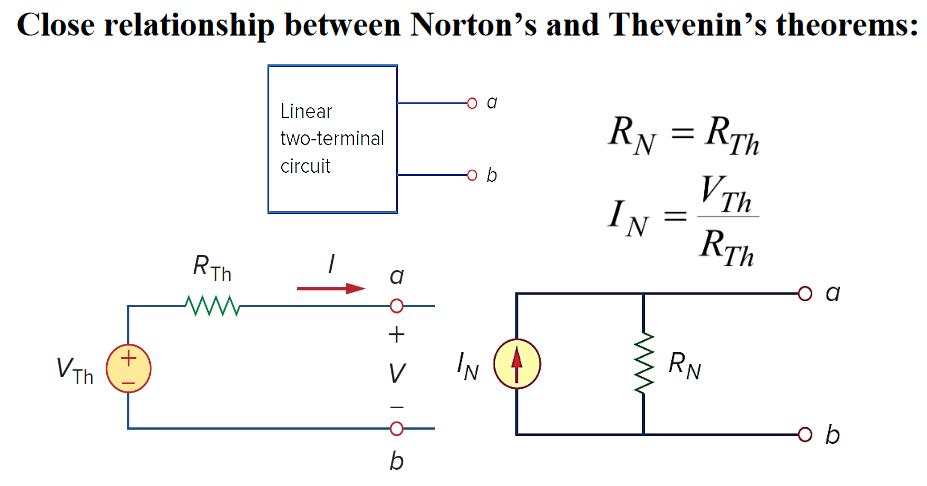 Close relationship between Norton's and Thevenin's theorems:
Linear
two-terminal
circuit
a
b
R_N = R_Th
I_N = V_Th / R_Th
R_Th
I
a
+
V
–
b
V_Th
+
–
I_N
R_N
a
b